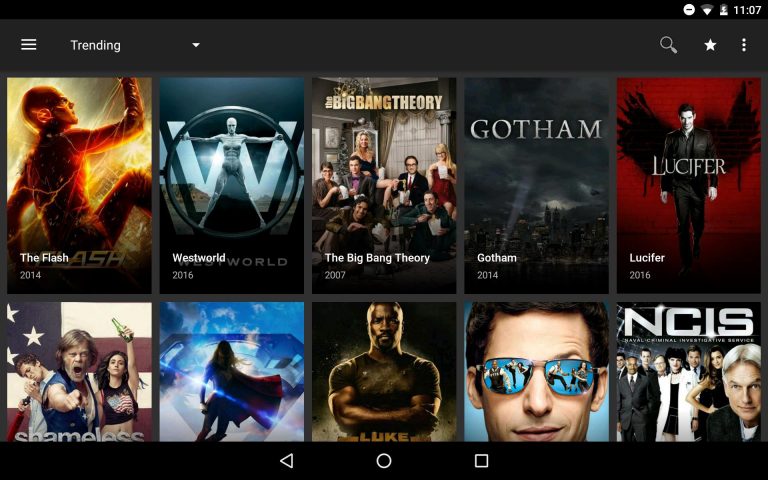 11:07
Trending
the BIG BANG THEORY
GOTHAM
LUCIFER
The Flash
2014
FLASH
Westworld
2016
WESTWORLD
The Big Bang Theory
2007
Gotham
2014
Lucifer
2016
shameless
LUKE
NCIS
NAVAL CRIMINAL INVESTIGATIVE SERVICE